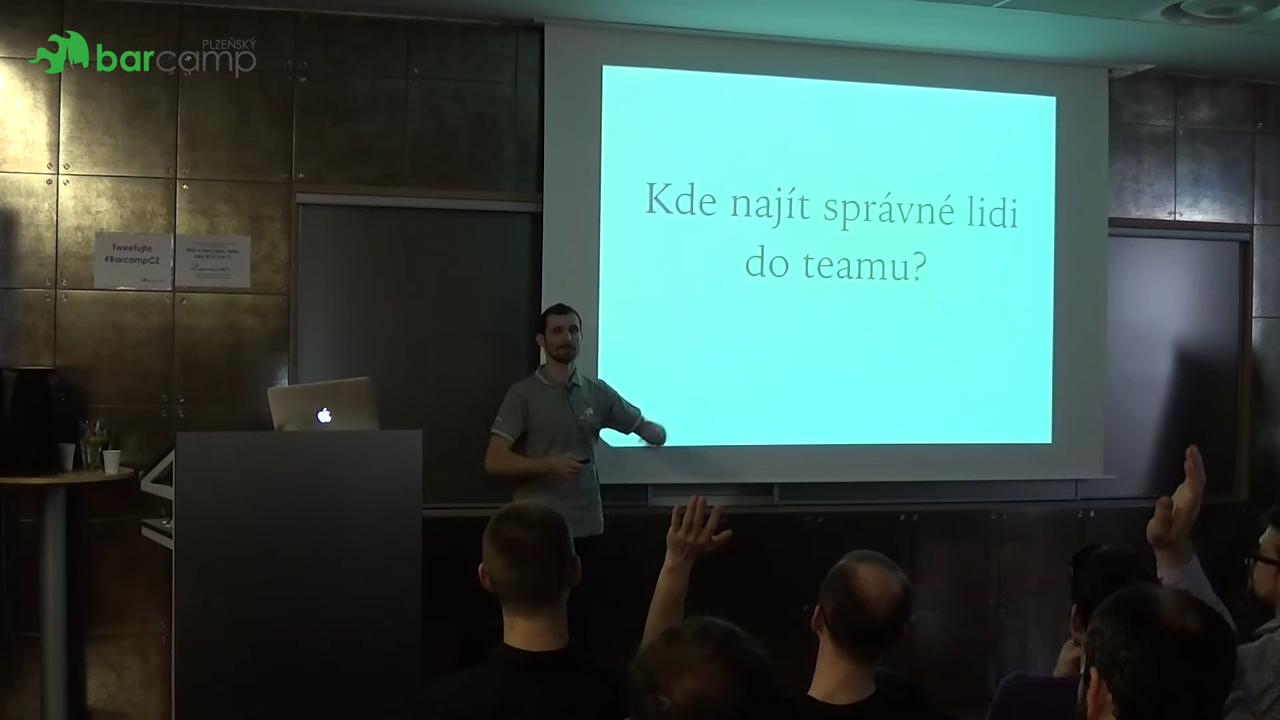 PLZEŇSKÝ
barcamp
Kde najít správné lidi
do teamu?
Tweetujte
#BarcampCZ